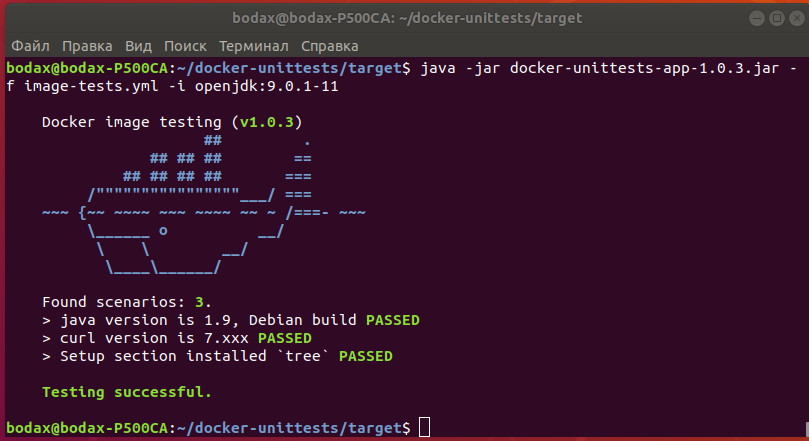 bodax@bodax-P500CA: ~/docker-unittests/target
Файл Правка Вид Поиск Терминал Справка
bodax@bodax-P500CA:~/docker-unittests/target$ java -jar docker-unittests-app-1.0.3.jar -
f image-tests.yml -i openjdk:9.0.1-11
    Docker image testing (v1.0.3)
                      ##         .
                ## ## ##        ==
             ## ## ## ##       ===
         /""""""""""""""""\___/ ===
    ~~~ {~~ ~~~~ ~~~ ~~~~ ~~ ~ /===- ~~~
         \______ o          __/
          \    \        __/
           \____\______/
    Found scenarios: 3.
    > java version is 1.9, Debian build PASSED
    > curl version is 7.xxx PASSED
    > Setup section installed `tree` PASSED
    Testing successful.
bodax@bodax-P500CA:~/docker-unittests/target$